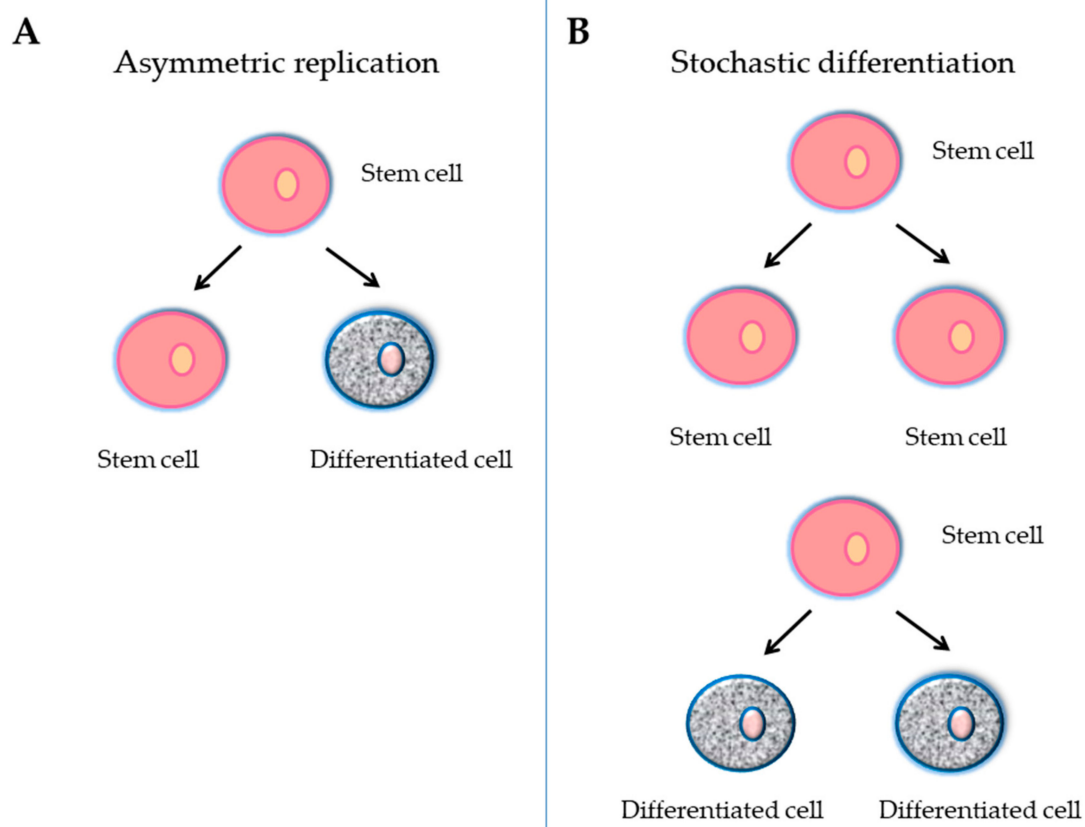 A
Asymmetric replication
Stem cell
Stem cell
Differentiated cell
B
Stochastic differentiation
Stem cell
Stem cell
Stem cell
Stem cell
Differentiated cell
Differentiated cell